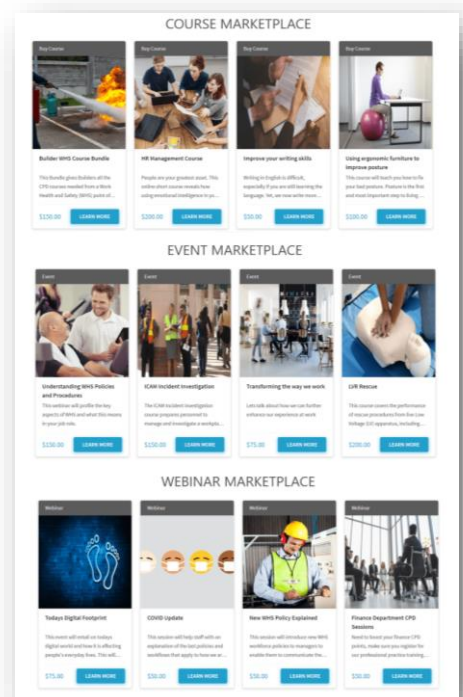 COURSE MARKETPLACE
Buy Course
Buy Course
Buy Course
Buy Course
Builder WHS Course Bundle
This Bundle gives Builders all the
CPD courses needed from a Work
Health and Safety (WHS) point of ...
$150.00
LEARN MORE
HR Management Course
People are your greatest asset. This
online short course reveals how
using emotional intelligence in yo...
$200.00
LEARN MORE
Improve your writing skills
Writing in English is difficult,
especially if you are still learning the
language. Yet, we now write more...
$50.00
LEARN MORE
Using ergonomic furniture to
improve posture
This course will teach you how to fix
your bad posture. Posture is the first
and most important step to living ...
$100.00
LEARN MORE
EVENT MARKETPLACE
Event
Event
Event
Event
Understanding WHS Policies
and Procedures
This webinar will profile the key
aspects of WHS and what this means
in your job role.
$150.00
LEARN MORE
ICAM Incident Investigation
The ICAM Incident Investigation
course prepares personnel to
manage and investigate a workpla...
$150.00
LEARN MORE
Transforming the way we work
Lets talk about how we can further
enhance our experience at work
$75.00
LEARN MORE
LVR Rescue
This course covers the performance
of rescue procedures from live Low
Voltage (LV) apparatus, including ...
$200.00
LEARN MORE
WEBINAR MARKETPLACE
Webinar
Webinar
Webinar
Webinar
Todays Digital Footprint
This event will detail on todays
digital world and how it is affecting
people's everyday lives. This will...
$75.00
LEARN MORE
COVID Update
This session will help staff with an
explanation of the last policies and
workflows that apply to how we ar...
$50.00
LEARN MORE
New WHS Policy Explained
This session will introduce new WHS
workforce policies to managers to
enable them to communicate the...
$50.00
LEARN MORE
Finance Department CPD
Sessions
Need to boost your finance CPD
points, make sure you register for
our professional practice training, ...
$50.00
LEARN MORE